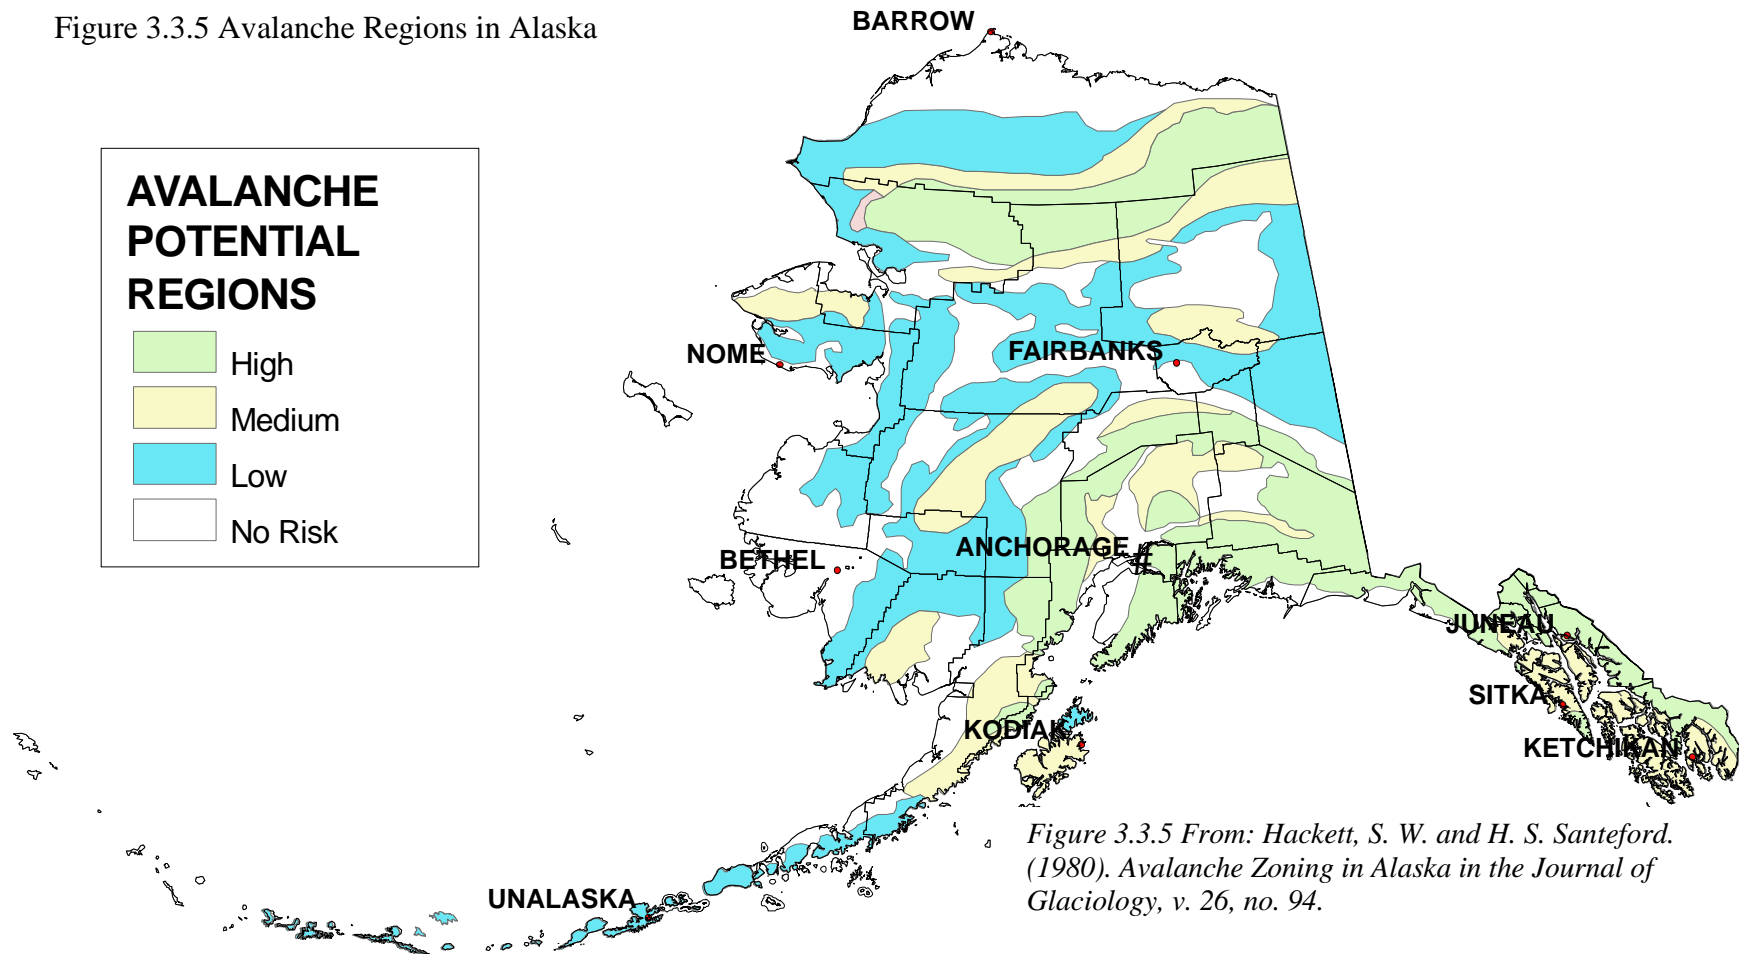 Figure 3.3.5 Avalanche Regions in Alaska
BARROW
AVALANCHE
POTENTIAL
REGIONS
High
Medium
Low
No Risk
NOME
FAIRBANKS
BETHEL
ANCHORAGE
#
JUNEAU
SITKA
KODIAK
KETCHIKAN
UNALASKA
Figure 3.3.5 From: Hackett, S. W. and H. S. Santeford.
(1980). Avalanche Zoning in Alaska in the Journal of
Glaciology, v. 26, no. 94.